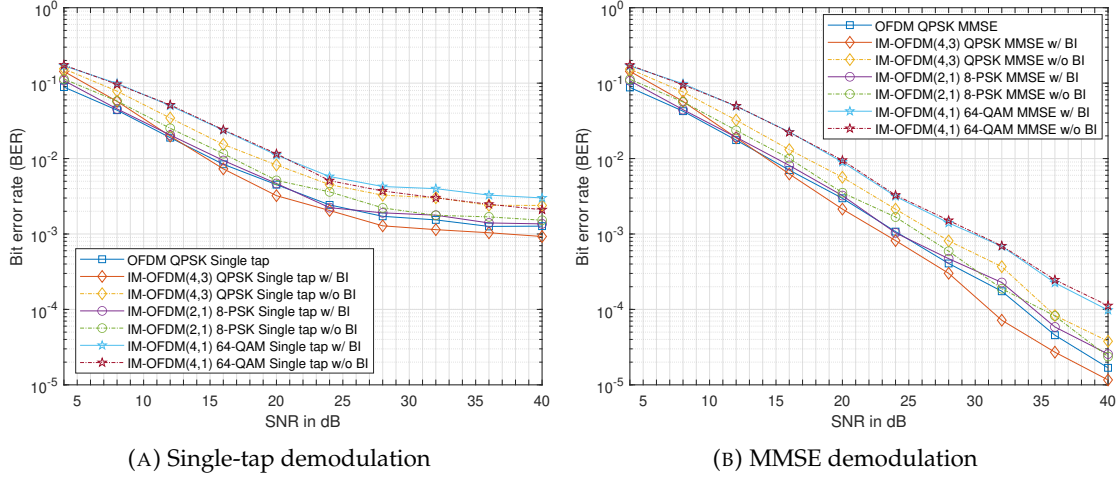 10^0
10^-1
10^-2
10^-3
10^-4
10^-5
Bit error rate (BER)
5 10 15 20 25 30 35 40
SNR in dB
OFDM QPSK Single tap
IM-OFDM(4,3) QPSK Single tap w/ BI
IM-OFDM(4,3) QPSK Single tap w/o BI
IM-OFDM(2,1) 8-PSK Single tap w/ BI
IM-OFDM(2,1) 8-PSK Single tap w/o BI
IM-OFDM(4,1) 64-QAM Single tap w/ BI
IM-OFDM(4,1) 64-QAM Single tap w/o BI
(A) Single-tap demodulation
10^0
10^-1
10^-2
10^-3
10^-4
10^-5
Bit error rate (BER)
5 10 15 20 25 30 35 40
SNR in dB
OFDM QPSK MMSE
IM-OFDM(4,3) QPSK MMSE w/ BI
IM-OFDM(4,3) QPSK MMSE w/o BI
IM-OFDM(2,1) 8-PSK MMSE w/ BI
IM-OFDM(2,1) 8-PSK MMSE w/o BI
IM-OFDM(4,1) 64-QAM MMSE w/ BI
IM-OFDM(4,1) 64-QAM MMSE w/o BI
(B) MMSE demodulation